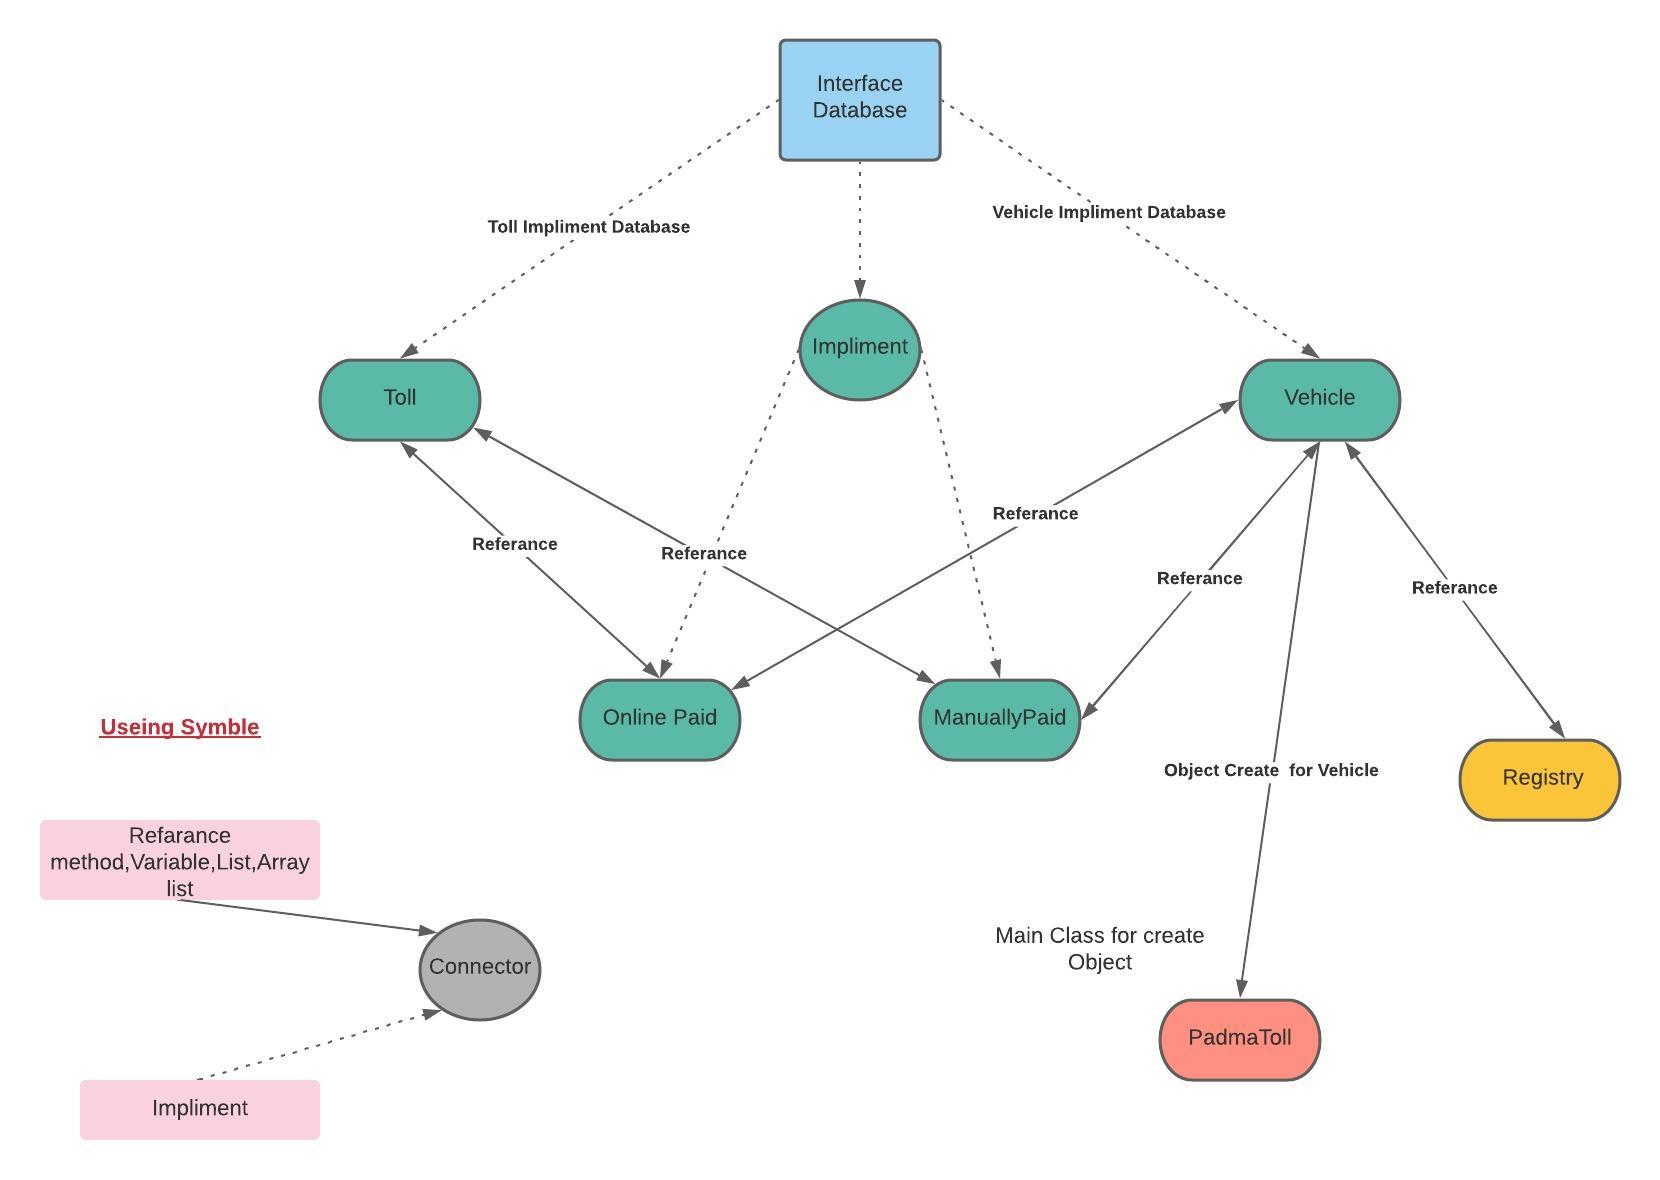 Interface
Database
Toll Impliment Database
Vehicle Impliment Database
Impliment
Toll
Vehicle
Referance
Referance
Referance
Referance
Referance
Online Paid
ManuallyPaid
Useing Symble
Object Create  for Vehicle
Registry
Refarance
method,Variable,List,Array
list
Connector
Main Class for create
Object
PadmaToll
Impliment